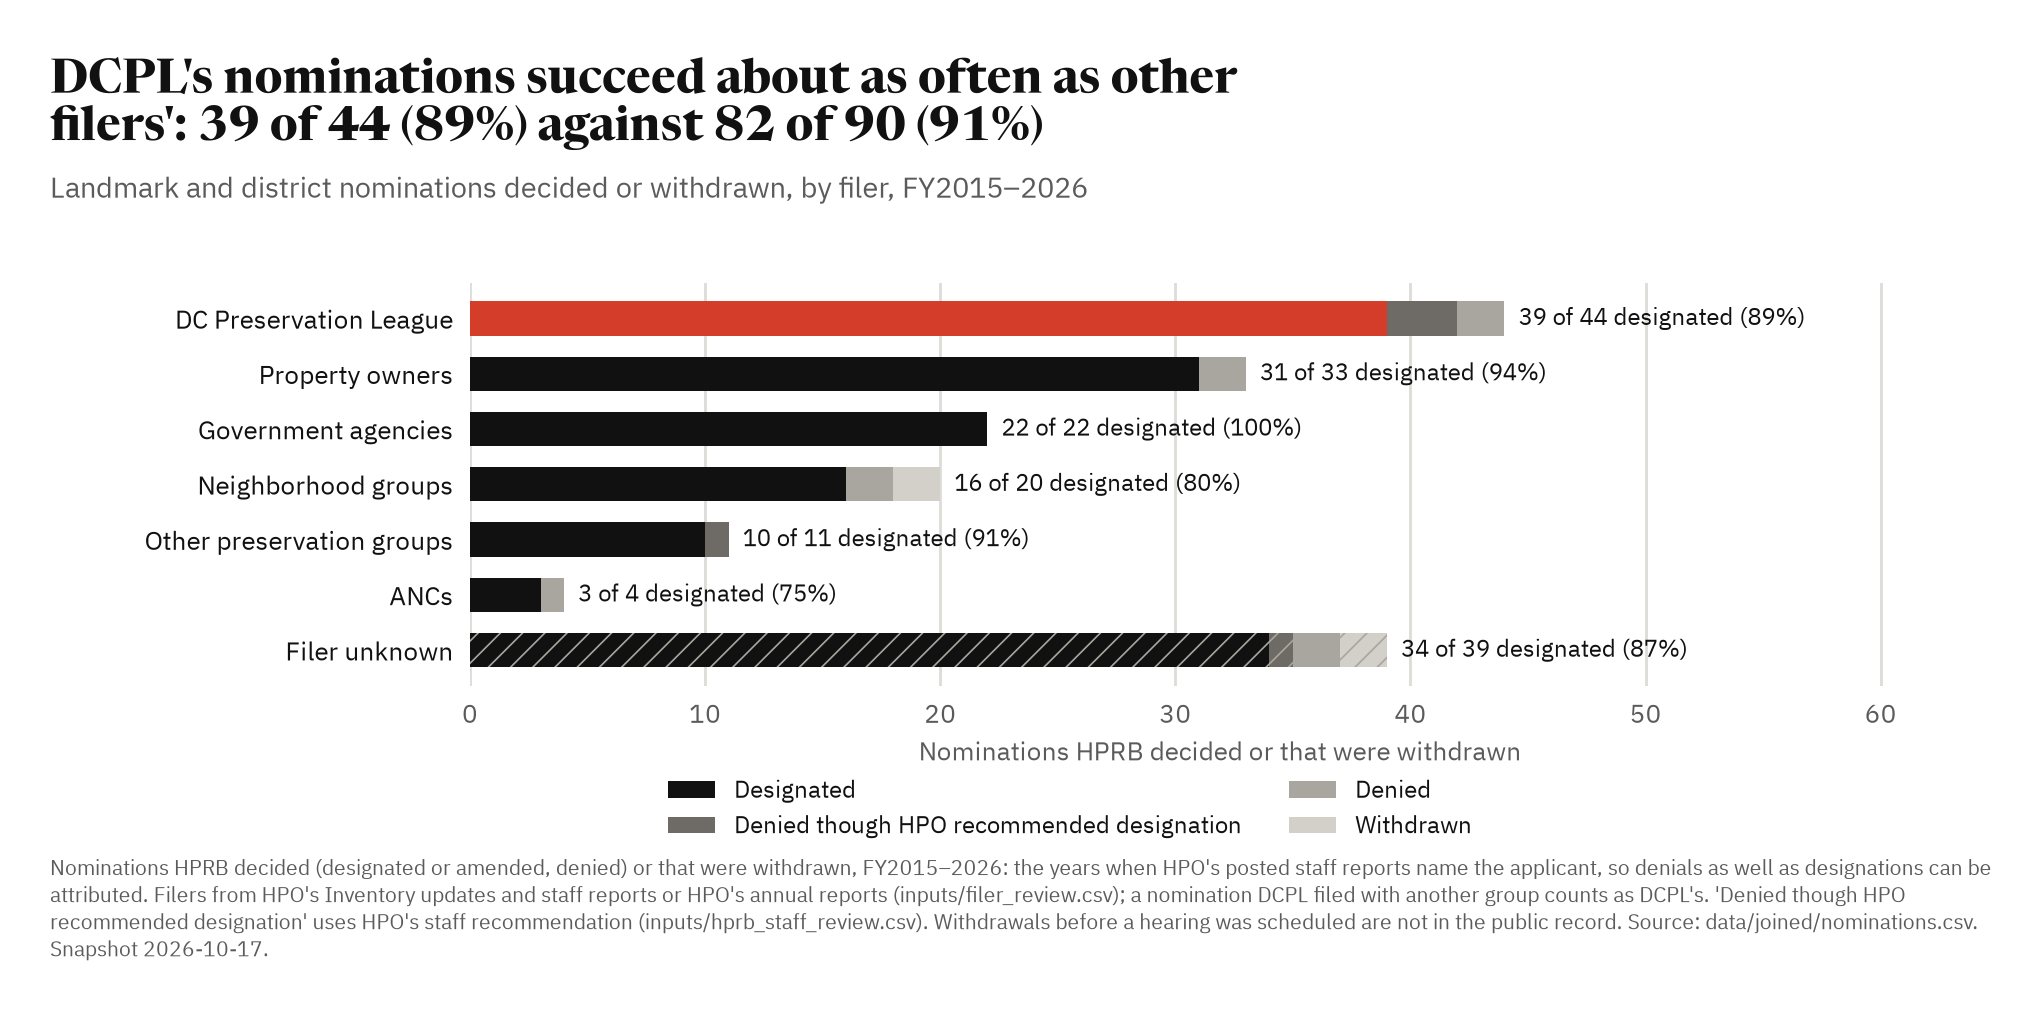 DCPL's nominations succeed about as often as other
filers': 39 of 44 (89%) against 82 of 90 (91%)
Landmark and district nominations decided or withdrawn, by filer, FY2015–2026
DC Preservation League
39 of 44 designated (89%)
Property owners
31 of 33 designated (94%)
Government agencies
22 of 22 designated (100%)
Neighborhood groups
16 of 20 designated (80%)
Other preservation groups
10 of 11 designated (91%)
ANCs
3 of 4 designated (75%)
Filer unknown
34 of 39 designated (87%)
0 10 20 30 40 50 60
Nominations HPRB decided or that were withdrawn
Designated
Denied though HPO recommended designation
Denied
Withdrawn
Nominations HPRB decided (designated or amended, denied) or that were withdrawn, FY2015–2026: the years when HPO's posted staff reports name the applicant, so denials as well as designations can be
attributed. Filers from HPO's Inventory updates and staff reports or HPO's annual reports (inputs/filer_review.csv); a nomination DCPL filed with another group counts as DCPL's. 'Denied though HPO
recommended designation' uses HPO's staff recommendation (inputs/hprb_staff_review.csv). Withdrawals before a hearing was scheduled are not in the public record. Source: data/joined/nominations.csv.
Snapshot 2026-10-17.